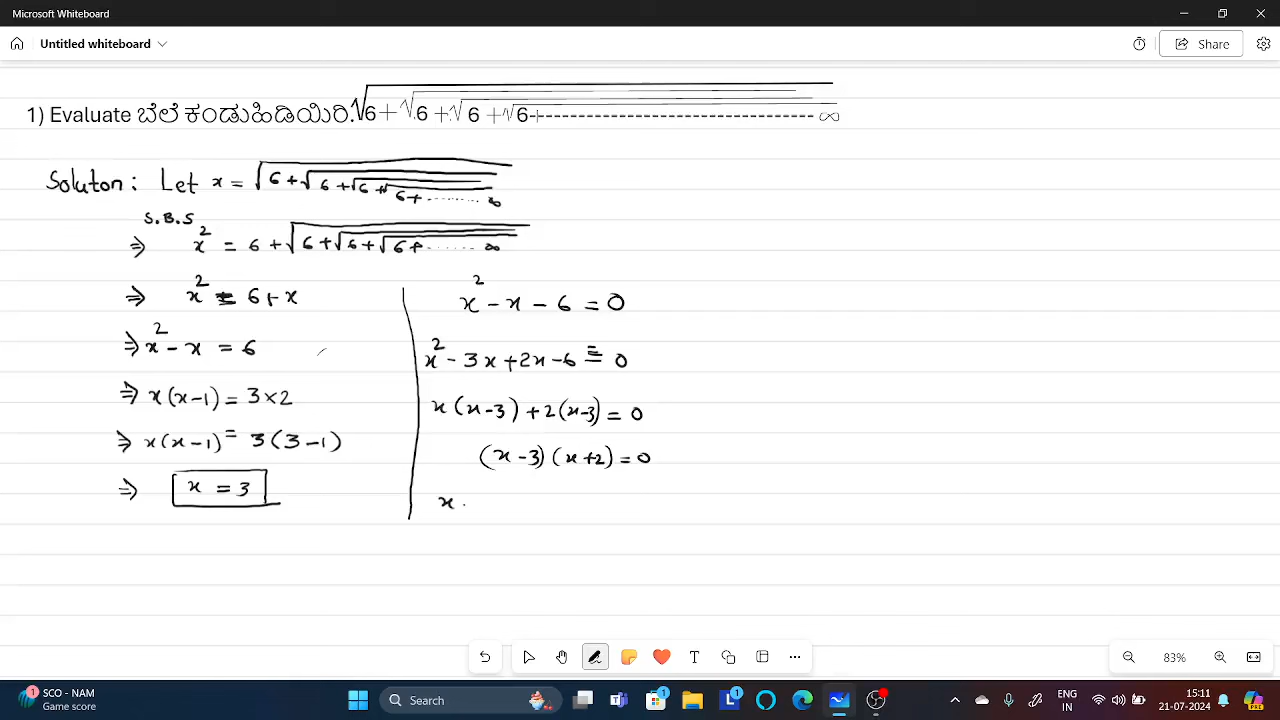 Microsoft Whiteboard
Untitled whiteboard
Share
1) Evaluate ಬೆಲೆ ಕಂಡುಹಿಡಿಯಿರಿ.√6+ √6 + √6 + √6+------------------------------------ ∞
Soluton : Let x = √6 + √6 + √6 + √6+ ........ ∞
S.B.S
⇒ x² = 6 + √6 + √6 + √6+ ...... ∞
⇒ x² = 6 + x
⇒ x² - x = 6
⇒ x(x-1) = 3×2
⇒ x(x-1) = 3(3-1)
⇒ x = 3
x² - x - 6 = 0
x² - 3x + 2x - 6 = 0
x(x-3) + 2(x-3) = 0
(x-3)(x+2) = 0
x
83%
1
SCO - NAM
Game score
Search
1
1
ENG
IN
15:11
21-07-2024